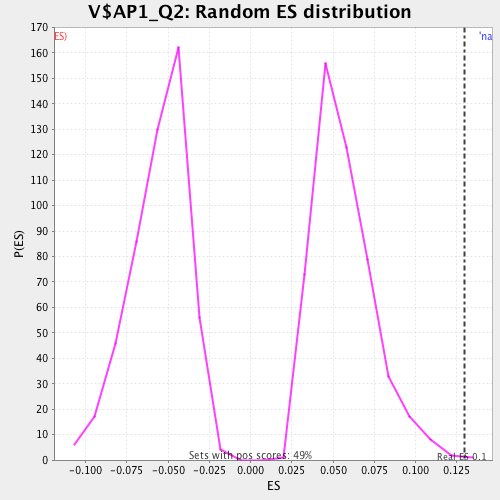 V$AP1_Q2: Random ES distribution
ES)
'na
170
160
150
140
130
120
110
100
90
80
70
60
50
40
30
20
10
0
P(ES)
Sets with pos scores: 49%
Real ES 0.1
-0.100 -0.075 -0.050 -0.025 0.000 0.025 0.050 0.075 0.100 0.125
ES